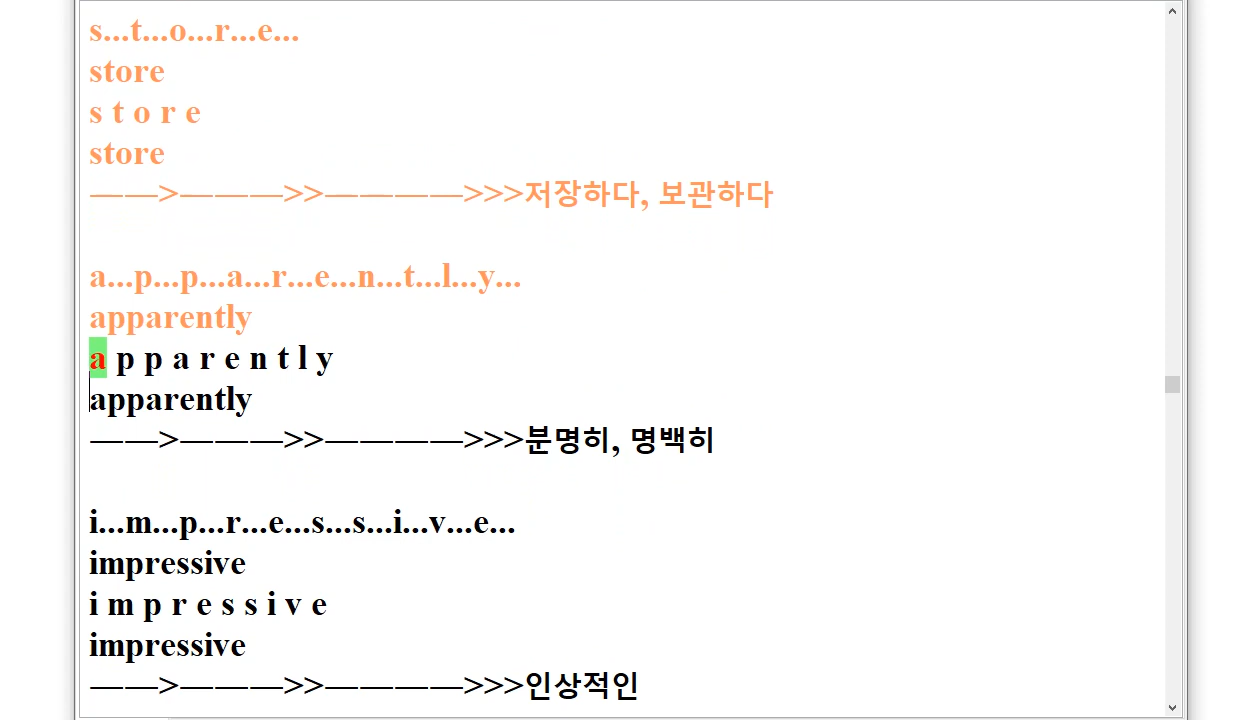 s...t...o...r...e...
store
s t o r e
store
——>———>>————>>>저장하다, 보관하다
a...p...p...a...r...e...n...t...l...y...
apparently
a p p a r e n t l y
apparently
——>———>>————>>>분명히, 명백히
i...m...p...r...e...s...s...i...v...e...
impressive
i m p r e s s i v e
impressive
——>———>>————>>>인상적인